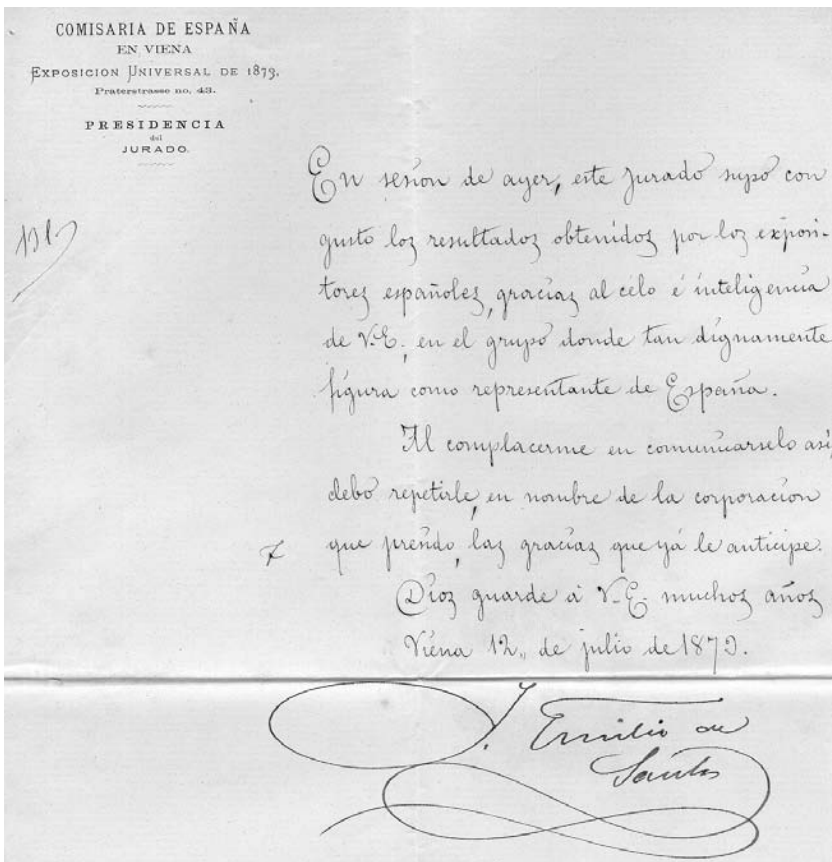 COMISARIA DE ESPAÑA
EN VIENA
EXPOSICION UNIVERSAL DE 1873.
Praterstrasse no. 43.
PRESIDENCIA
del
JURADO.
En sesion de ayer, este Jurado supo con
gusto los resultados obtenidos por los exposi-
tores españoles, gracias al celo é inteligencia
de V.E., en el grupo donde tan dignamente
figura como representante de España.
Al complacerme en comunicarselo asi,
debo repetirle, en nombre de la corporacion
que presido, las gracias que yá le anticipe.
Dios guarde á V.E. muchos años
Viena 12,, de julio de 1873.
Emilio de
Santos